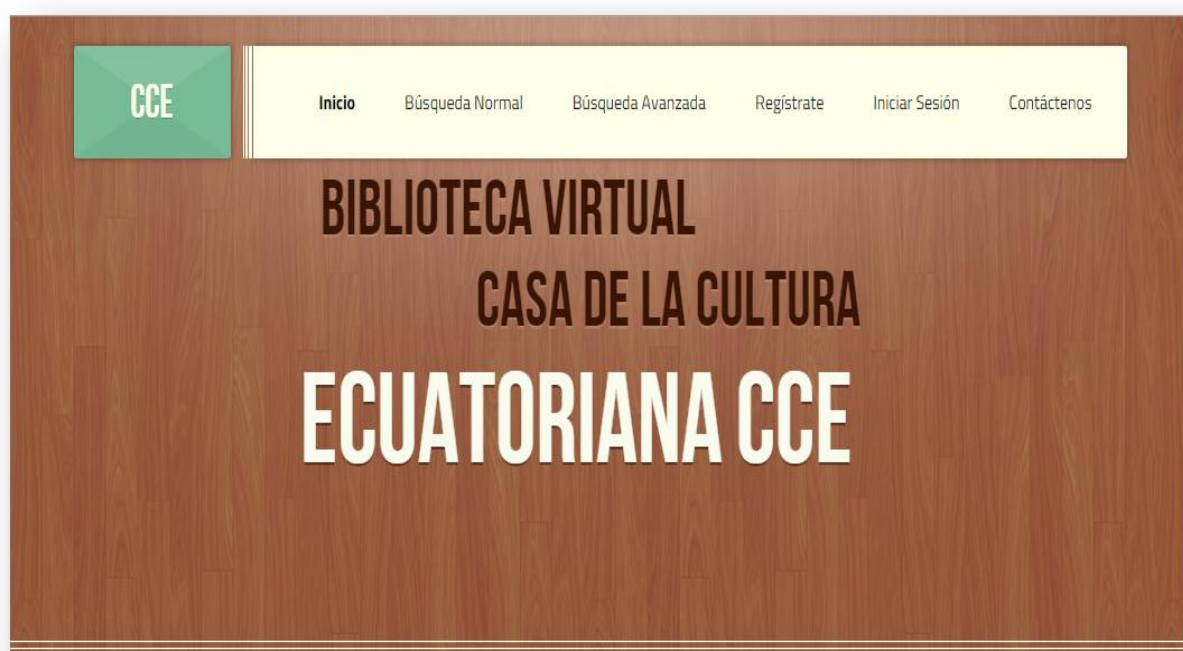 CCE
Inicio Búsqueda Normal Búsqueda Avanzada Regístrate Iniciar Sesión Contáctenos
BIBLIOTECA VIRTUAL
CASA DE LA CULTURA
ECUATORIANA CCE